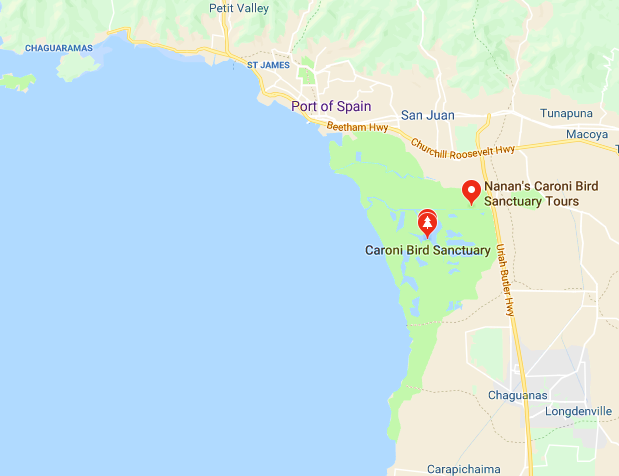 Petit Valley
CHAGUARAMAS
ST JAMES
Port of Spain
San Juan
Tunapuna
Beetham Hwy
Macoya
Churchill Roosevelt Hwy
T
Nanan's Caroni Bird
Sanctuary Tours
Caroni Bird Sanctuary
Uriah Butler Hwy
Chaguanas
Longdenville
Carapichaima